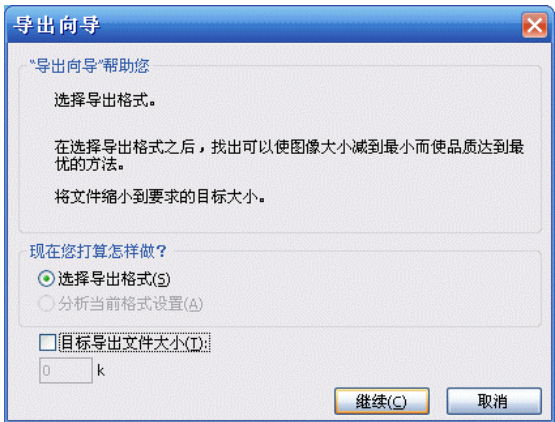 导出向导
“导出向导”帮助您
选择导出格式。
在选择导出格式之后，找出可以使图像大小减到最小而使品质达到最
忧的方法。
将文件缩小到要求的目标大小。
现在您打算怎样做？
选择导出格式(S)
分析当前格式设置(A)
目标导出文件大小(T):
0 k
继续(C) 取消